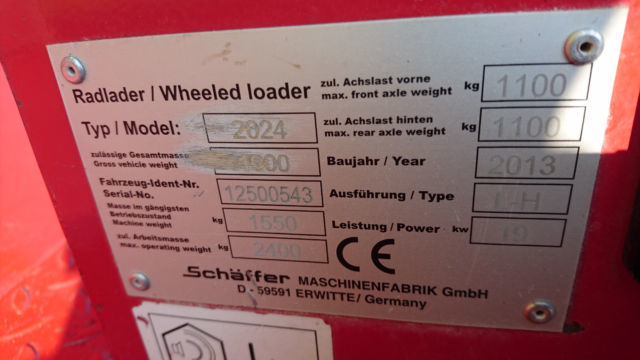 Radlader / Wheeled loader
zul. Achslast vorne
max. front axle weight kg 1100
Typ / Model: 2024
zul. Achslast hinten
max. rear axle weight kg 1100
zulässige Gesamtmasse
Gross vehicle weight
Baujahr / Year 2013
Fahrzeug-Ident-Nr.
Serial-No. 12500543
Ausführung / Type
Masse im gängigsten
Betriebszustand
Machine weight kg 1550
Leistung / Power kw 19
zul. Arbeitsmasse
max. operating weight kg 2400
CE
Schäffer MASCHINENFABRIK GmbH
D - 59591 ERWITTE / Germany